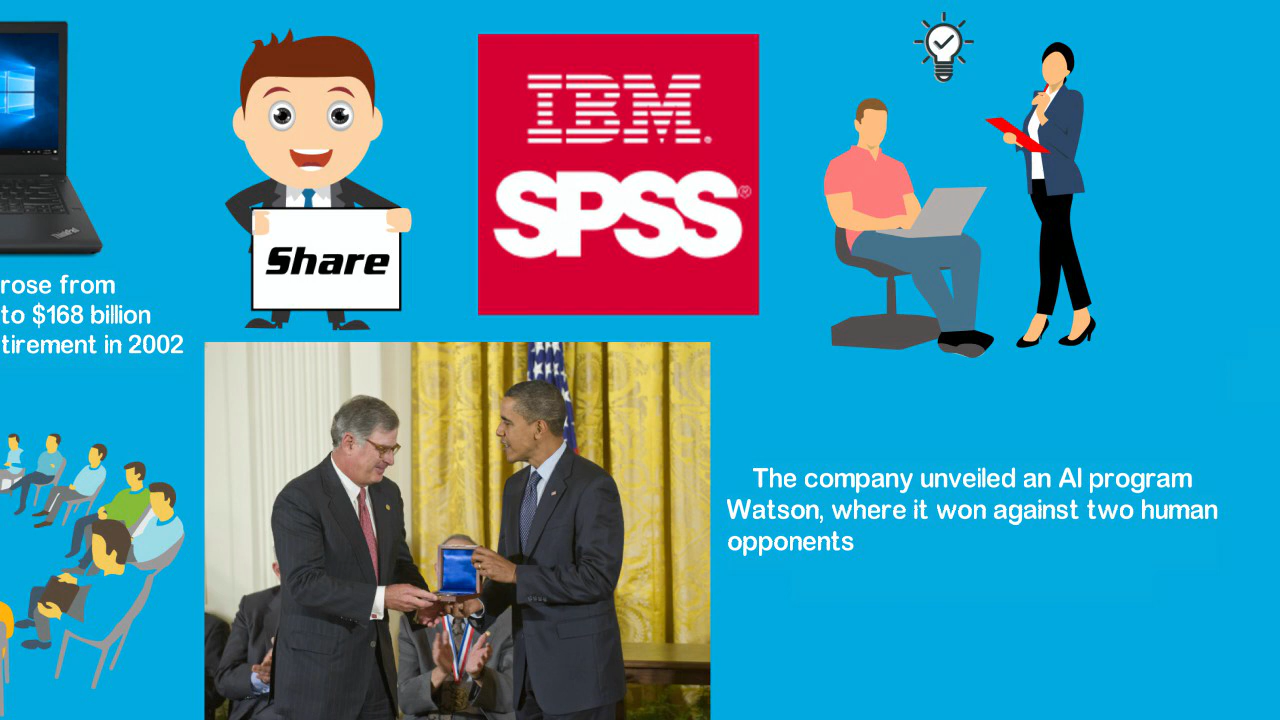 IBM®
SPSS®
Share
rose from
to $168 billion
tirement in 2002
The company unveiled an AI program
Watson, where it won against two human
opponents